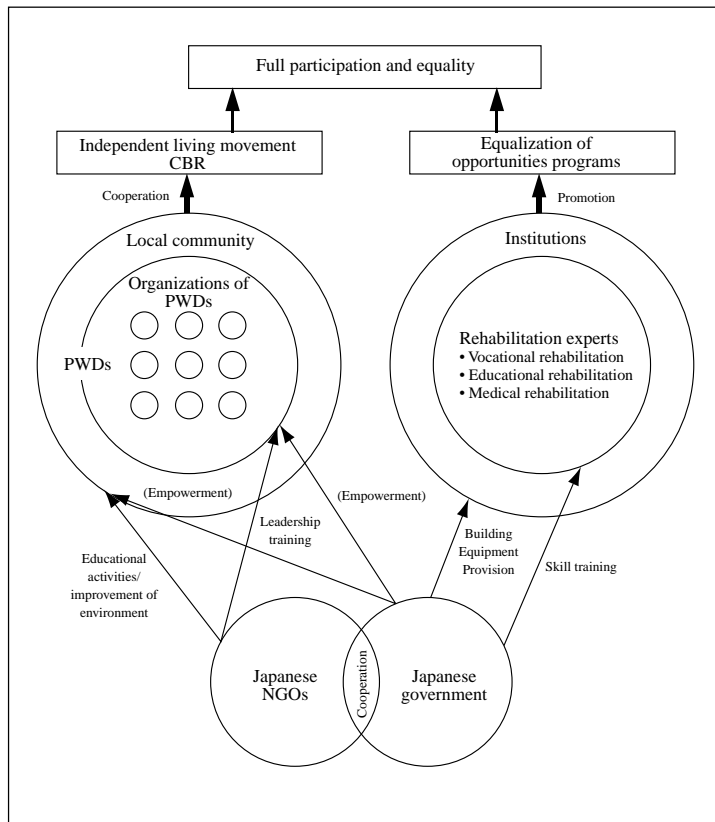 Full participation and equality
Independent living movement
CBR
Equalization of
opportunities programs
Cooperation
Promotion
Local community
Institutions
Organizations of
PWDs
PWDs
Rehabilitation experts
• Vocational rehabilitation
• Educational rehabilitation
• Medical rehabilitation
(Empowerment)
(Empowerment)
Leadership
training
Building
Equipment
Provision
Skill training
Educational
activities/
improvement of
environment
Japanese
NGOs
Cooperation
Japanese
government